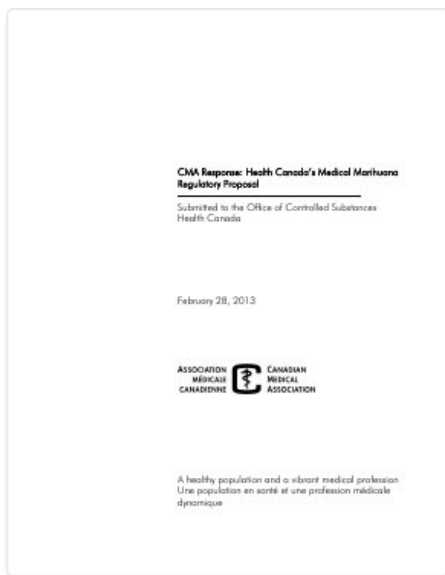 CMA Response: Health Canada's Medical Marihuana
Regulatory Proposal
Submitted to the Office of Controlled Substances
Health Canada
February 28, 2013
ASSOCIATION
MÉDICALE
CANADIENNE
CANADIAN
MEDICAL
ASSOCIATION
A healthy population and a vibrant medical profession
Une population en santé et une profession médicale
dynamique